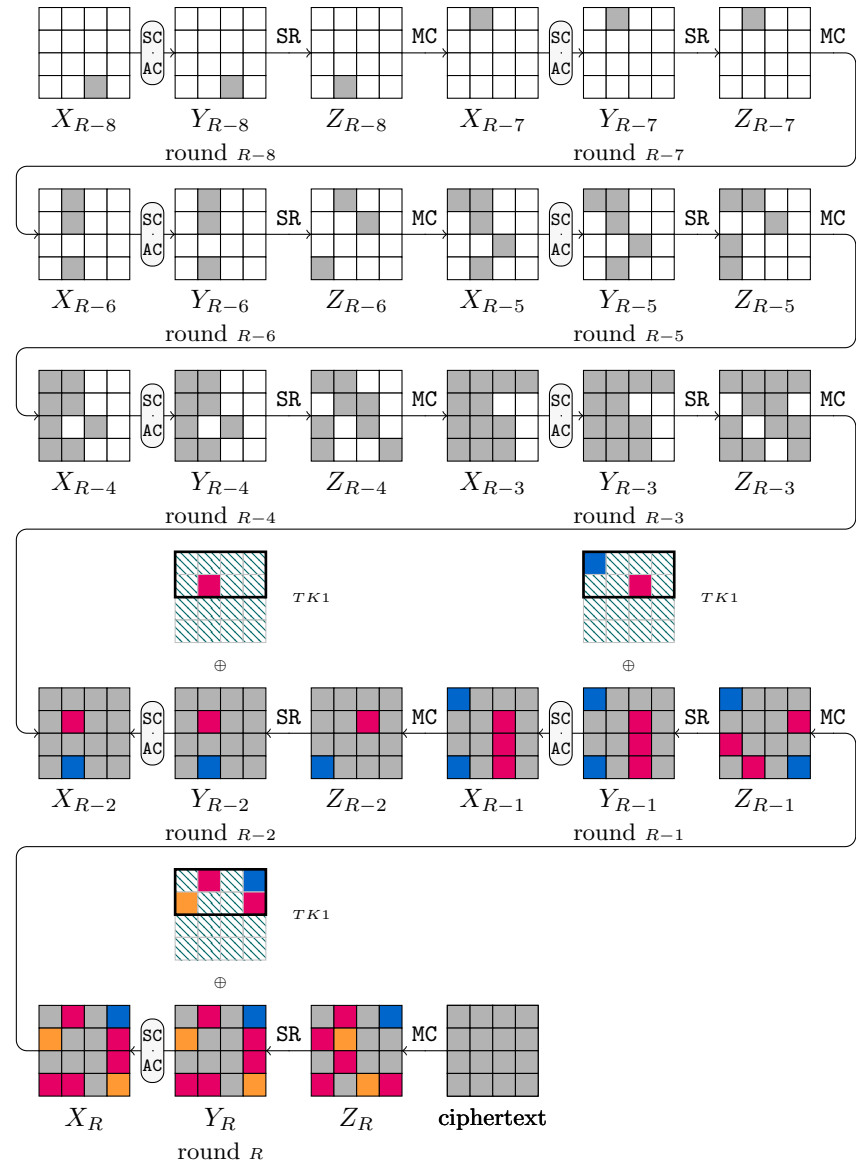 SC SR MC SC SR MC
. .
AC AC
X_{R-8} Y_{R-8} Z_{R-8} X_{R-7} Y_{R-7} Z_{R-7}
round R-8 round R-7
SC SR MC SC SR MC
. .
AC AC
X_{R-6} Y_{R-6} Z_{R-6} X_{R-5} Y_{R-5} Z_{R-5}
round R-6 round R-5
SC SR MC SC SR MC
. .
AC AC
X_{R-4} Y_{R-4} Z_{R-4} X_{R-3} Y_{R-3} Z_{R-3}
round R-4 round R-3
TK1 TK1
⊕ ⊕
SC SR MC SC SR MC
. .
AC AC
X_{R-2} Y_{R-2} Z_{R-2} X_{R-1} Y_{R-1} Z_{R-1}
round R-2 round R-1
TK1
⊕
SC SR MC
.
AC
X_R Y_R Z_R ciphertext
round R